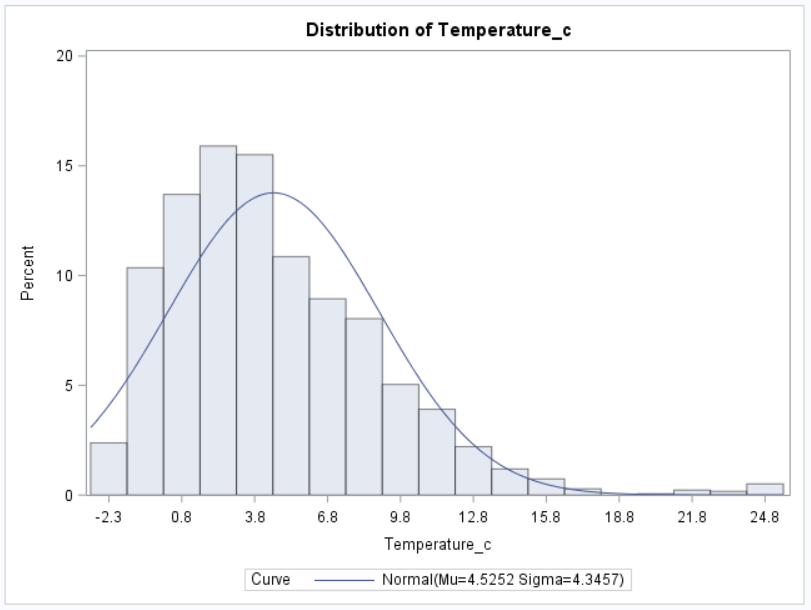 Distribution of Temperature_c
20
15
10
5
0
Percent
-2.3 0.8 3.8 6.8 9.8 12.8 15.8 18.8 21.8 24.8
Temperature_c
Curve Normal(Mu=4.5252 Sigma=4.3457)